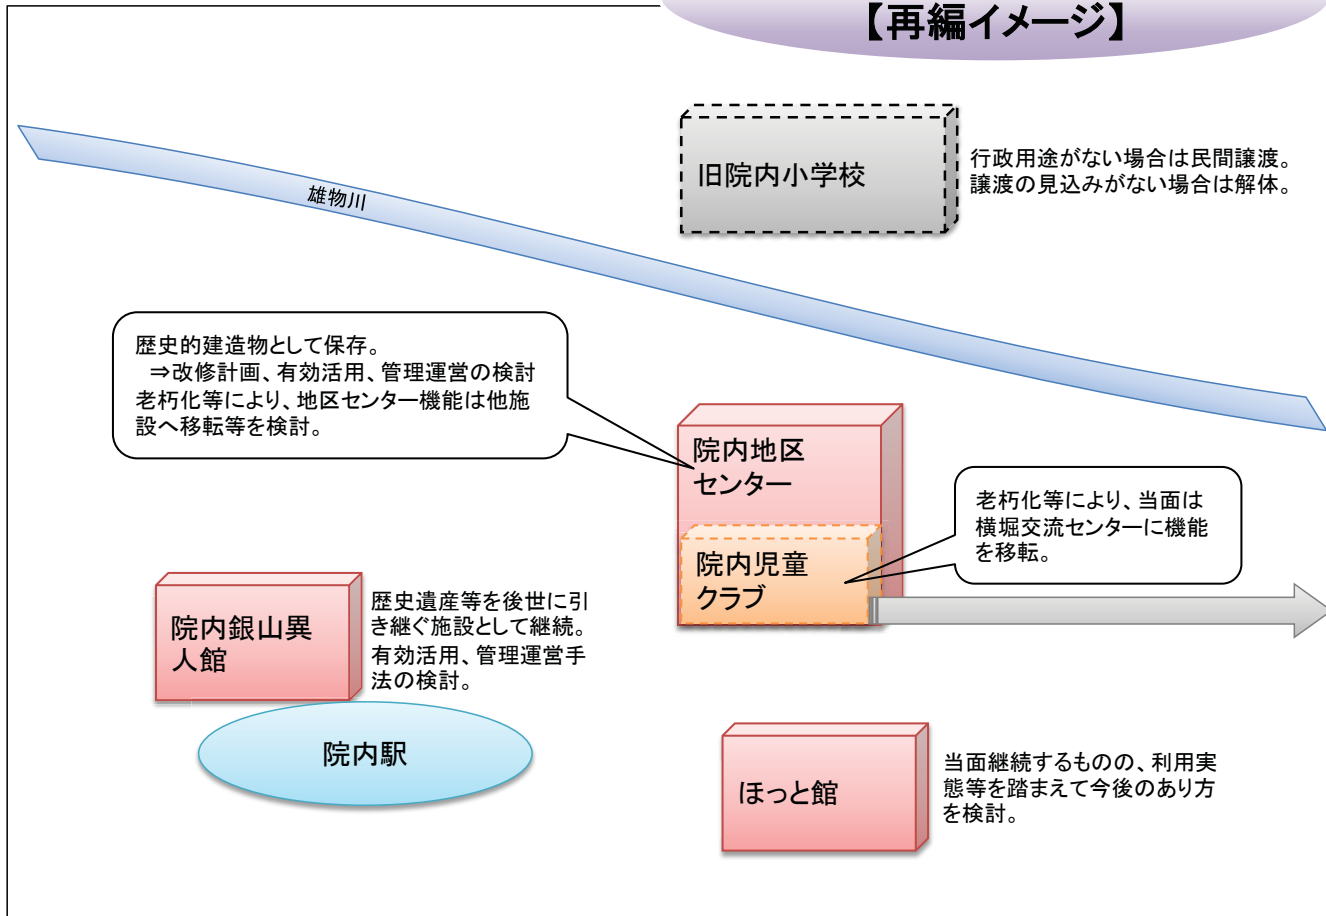 【再編イメージ】
旧院内小学校
行政用途がない場合は民間譲渡。
譲渡の見込みがない場合は解体。
雄物川
歴史的建造物として保存。
⇒改修計画、有効活用、管理運営の検討
老朽化等により、地区センター機能は他施
設へ移転等を検討。
院内地区
センター
老朽化等により、当面は
横堀交流センターに機能
を移転。
院内児童
クラブ
院内銀山異
人館
歴史遺産等を後世に引
き継ぐ施設として継続。
有効活用、管理運営手
法の検討。
院内駅
ほっと館
当面継続するものの、利用実
態等を踏まえて今後のあり方
を検討。